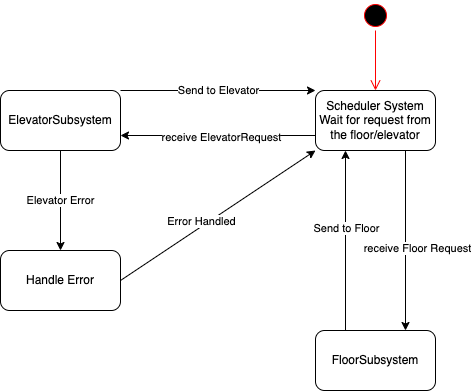 Send to Elevator
ElevatorSubsystem
Scheduler System
Wait for request from
the floor/elevator
receive ElevatorRequest
Elevator Error
Error Handled
Send to Floor
receive Floor Request
Handle Error
FloorSubsystem